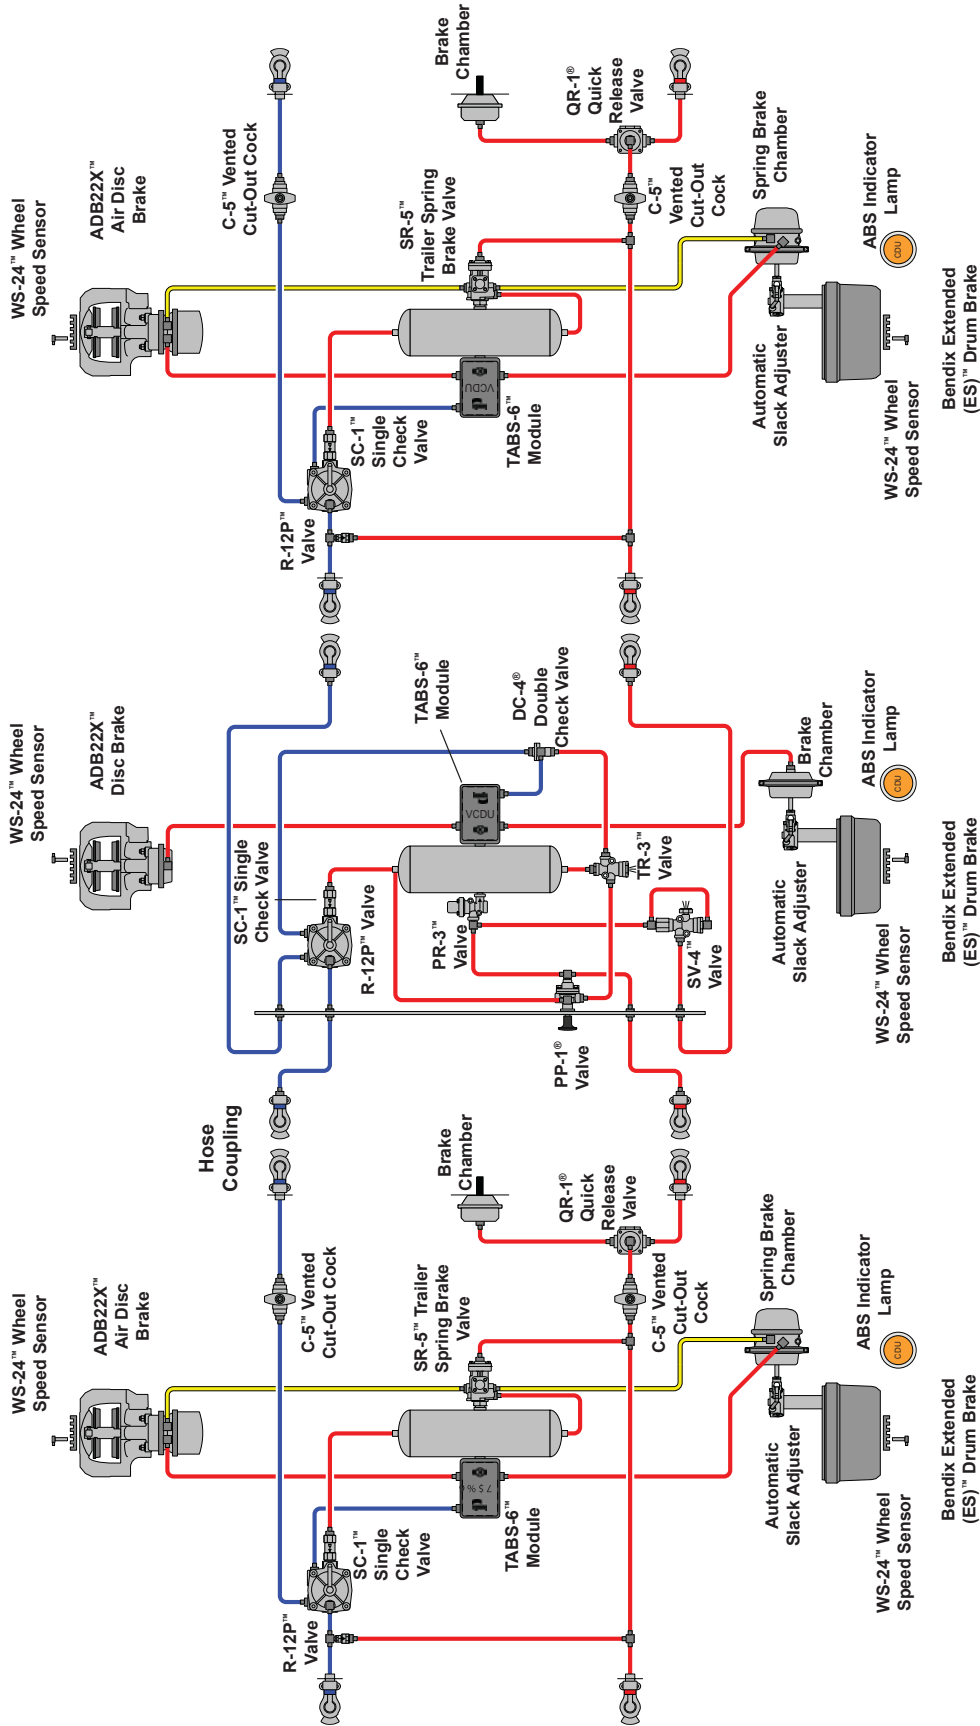 WS-24™ Wheel
Speed Sensor
ADB22X™
Air Disc
Brake
C-5™ Vented
Cut-Out Cock
R-12P™
Valve
SC-1™
Single
Check
Valve
SR-5™ Trailer
Spring Brake
Valve
TABS-6™
Module
Brake
Chamber
QR-1®
Quick
Release
Valve
C-5™ Vented
Cut-Out
Cock
Spring Brake
Chamber
Automatic
Slack Adjuster
ABS Indicator
Lamp
CDU
WS-24™ Wheel
Speed Sensor
Bendix Extended
(ES)™ Drum Brake
Hose
Coupling
WS-24™ Wheel
Speed Sensor
ADB22X™
Disc Brake
SC-1™ Single
Check Valve
R-12P™ Valve
TABS-6™
Module
VCDU
PR-3™
Valve
DC-4®
Double
Check Valve
PP-1®
Valve
TR-3™
Valve
SV-4™
Valve
Brake
Chamber
Automatic
Slack Adjuster
ABS Indicator
Lamp
CDU
WS-24™ Wheel
Speed Sensor
Bendix Extended
(ES)™ Drum Brake
WS-24™ Wheel
Speed Sensor
ADB22X™
Air Disc
Brake
C-5™ Vented
Cut-Out Cock
R-12P™
Valve
SC-1™
Single
Check
Valve
SR-5™
Trailer Spring
Brake Valve
VCDU
TABS-6™
Module
Brake
Chamber
QR-1®
Quick
Release
Valve
C-5™
Vented
Cut-Out
Cock
Spring Brake
Chamber
Automatic
Slack Adjuster
ABS Indicator
Lamp
CDU
WS-24™ Wheel
Speed Sensor
Bendix Extended
(ES)™ Drum Brake